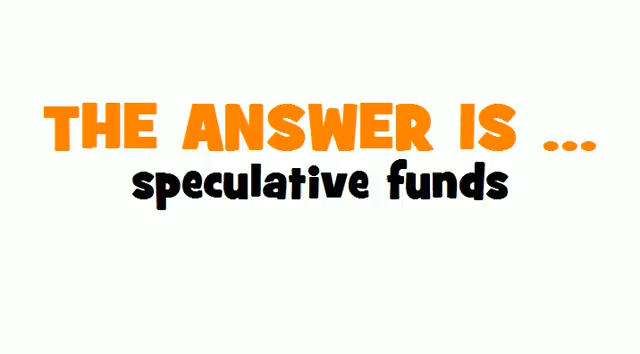 THE ANSWER IS ...
speculative funds